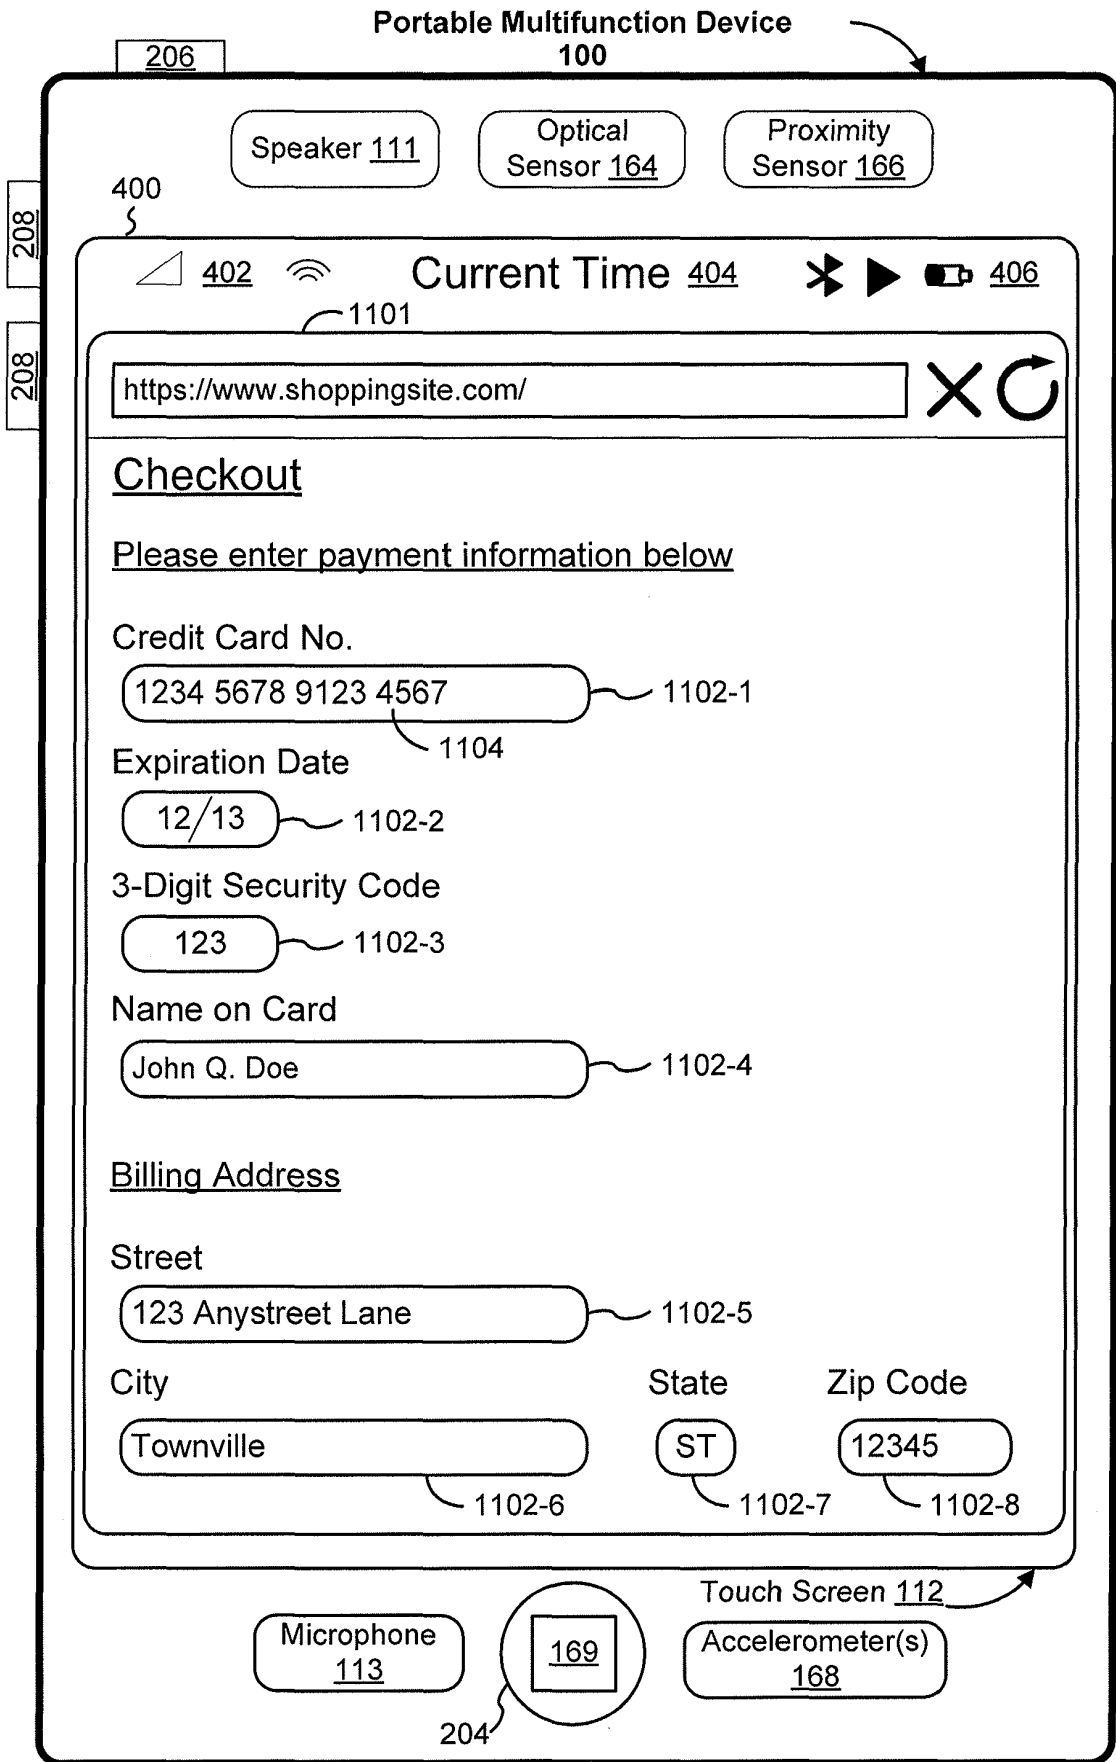 Portable Multifunction Device
100
206
Speaker 111
Optical
Sensor 164
Proximity
Sensor 166
400
208
402 Current Time 404 406
1101
208
https://www.shoppingsite.com/
Checkout
Please enter payment information below
Credit Card No.
1234 5678 9123 4567 1102-1
1104
Expiration Date
12/13 1102-2
3-Digit Security Code
123 1102-3
Name on Card
John Q. Doe 1102-4
Billing Address
Street
123 Anystreet Lane 1102-5
City State Zip Code
Townville ST 12345
1102-6 1102-7 1102-8
Touch Screen 112
Microphone
113
169
Accelerometer(s)
168
204